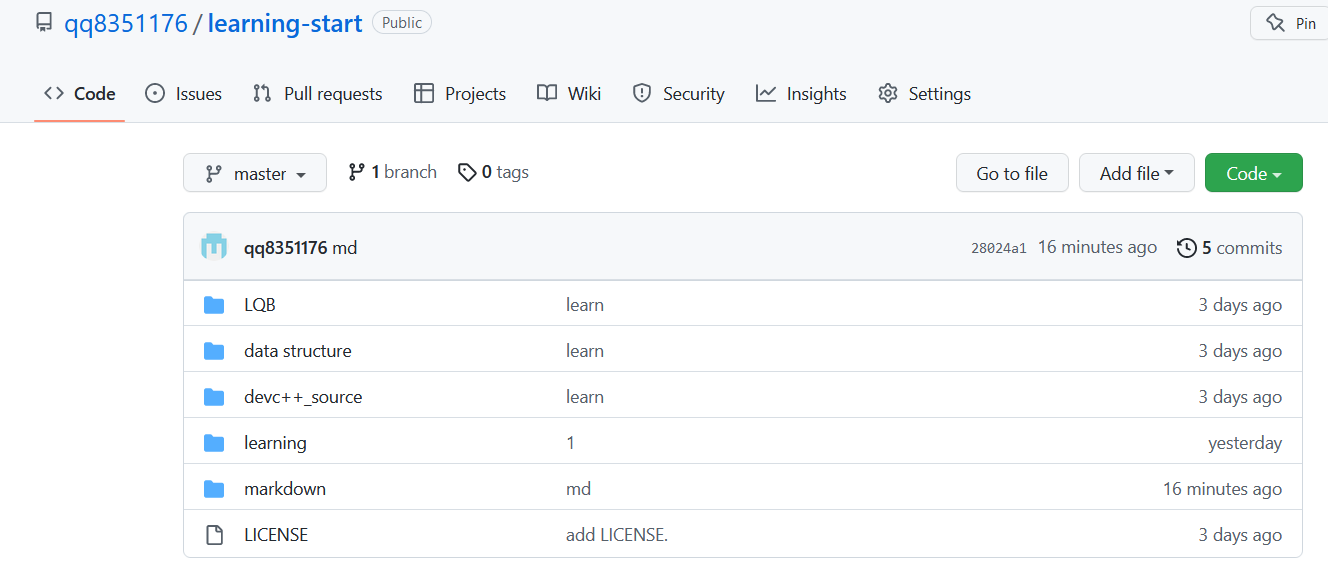 qq8351176 / learning-start Public Pin
Code Issues Pull requests Projects Wiki Security Insights Settings
master 1 branch 0 tags Go to file Add file Code
qq8351176 md 28024a1 16 minutes ago 5 commits
LQB learn 3 days ago
data structure learn 3 days ago
devc++_source learn 3 days ago
learning 1 yesterday
markdown md 16 minutes ago
LICENSE add LICENSE. 3 days ago